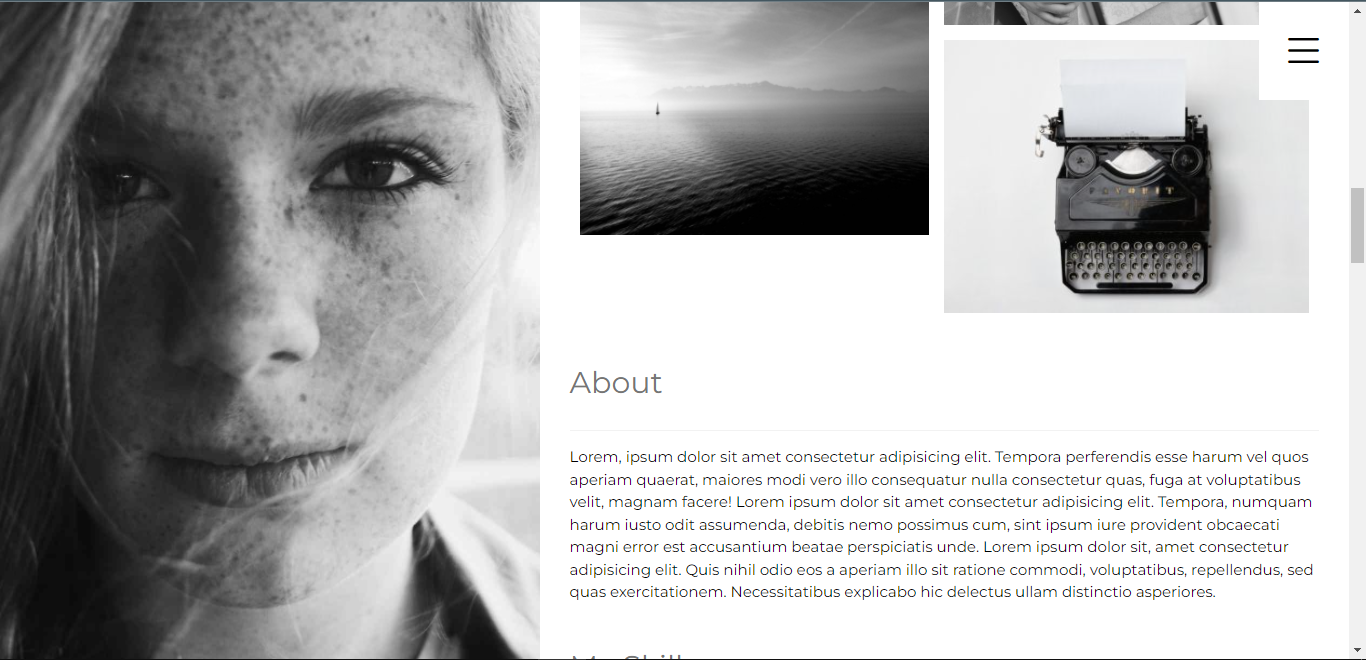 About
Lorem, ipsum dolor sit amet consectetur adipisicing elit. Tempora perferendis esse harum vel quos
aperiam quaerat, maiores modi vero illo consequatur nulla consectetur quas, fuga at voluptatibus
velit, magnam facere! Lorem ipsum dolor sit amet consectetur adipisicing elit. Tempora, numquam
harum iusto odit assumenda, debitis nemo possimus cum, sint ipsum iure provident obcaecati
magni error est accusantium beatae perspiciatis unde. Lorem ipsum dolor sit, amet consectetur
adipisicing elit. Quis nihil odio eos a aperiam illo sit ratione commodi, voluptatibus, repellendus, sed
quas exercitationem. Necessitatibus explicabo hic delectus ullam distinctio asperiores.